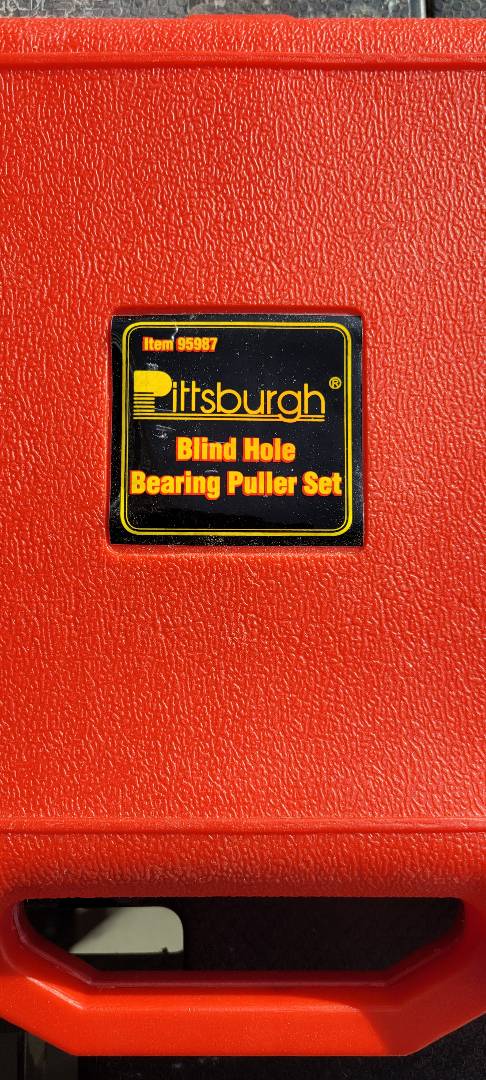 Item 95987
Pittsburgh®
Blind Hole
Bearing Puller Set